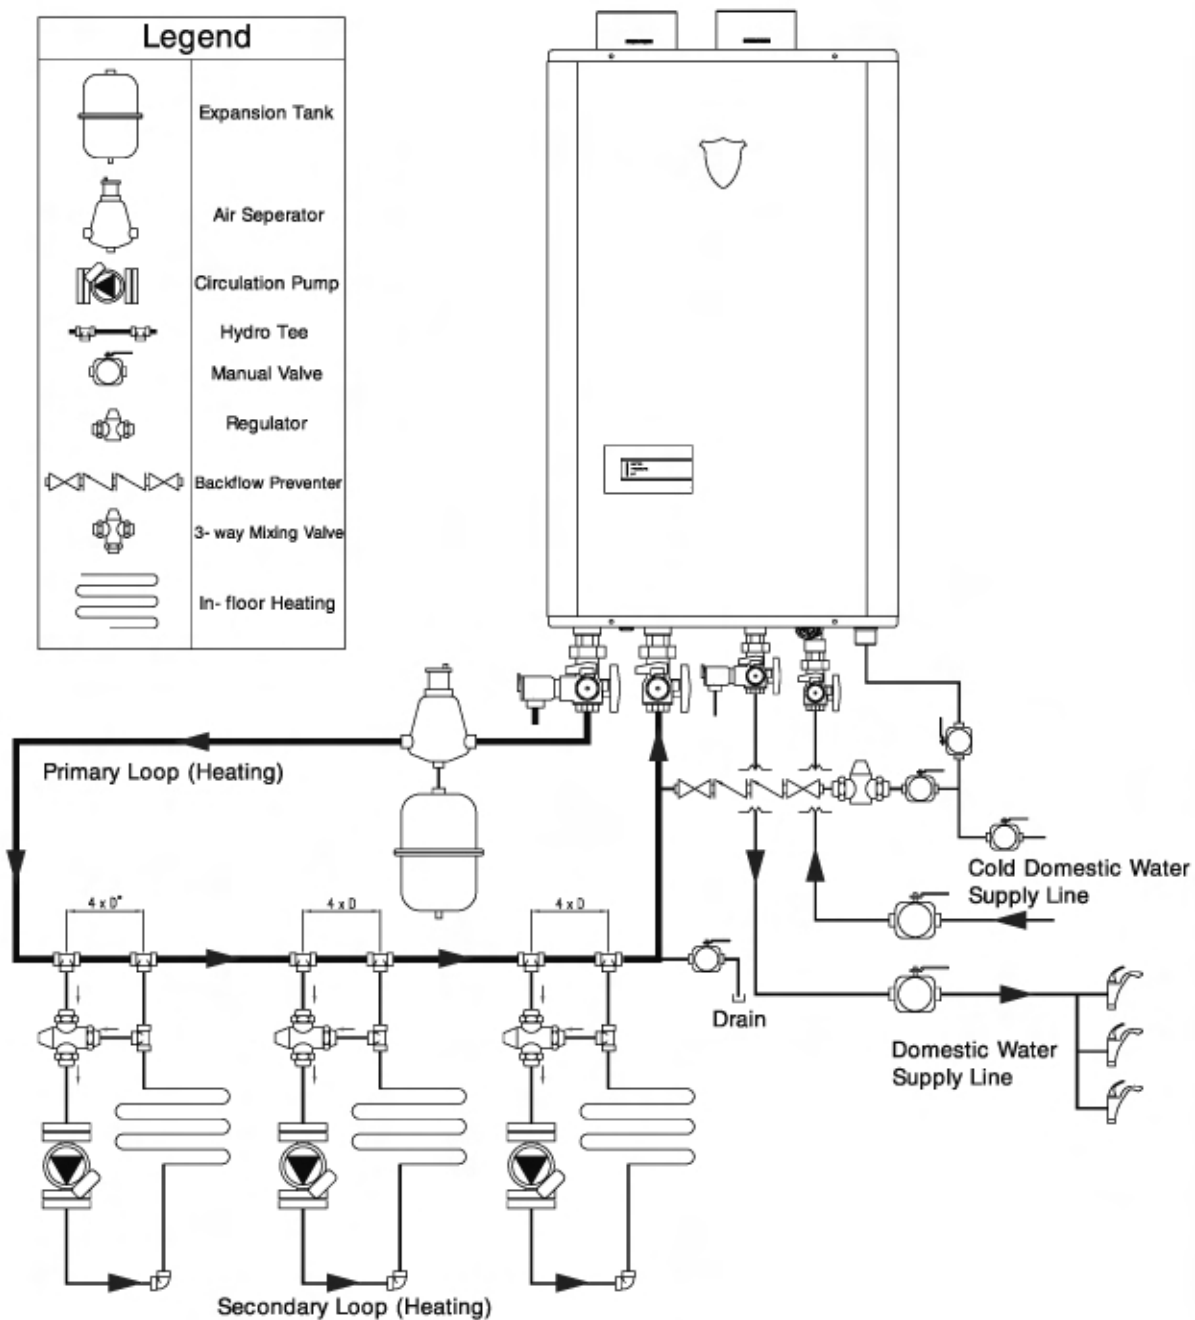 Legend
Expansion Tank
Air Seperator
Circulation Pump
Hydro Tee
Manual Valve
Regulator
Backflow Preventer
3- way Mixing Valve
In- floor Heating
Primary Loop (Heating)
4 x D"
4 x D
4 x D
Cold Domestic Water
Supply Line
Drain
Domestic Water
Supply Line
Secondary Loop (Heating)